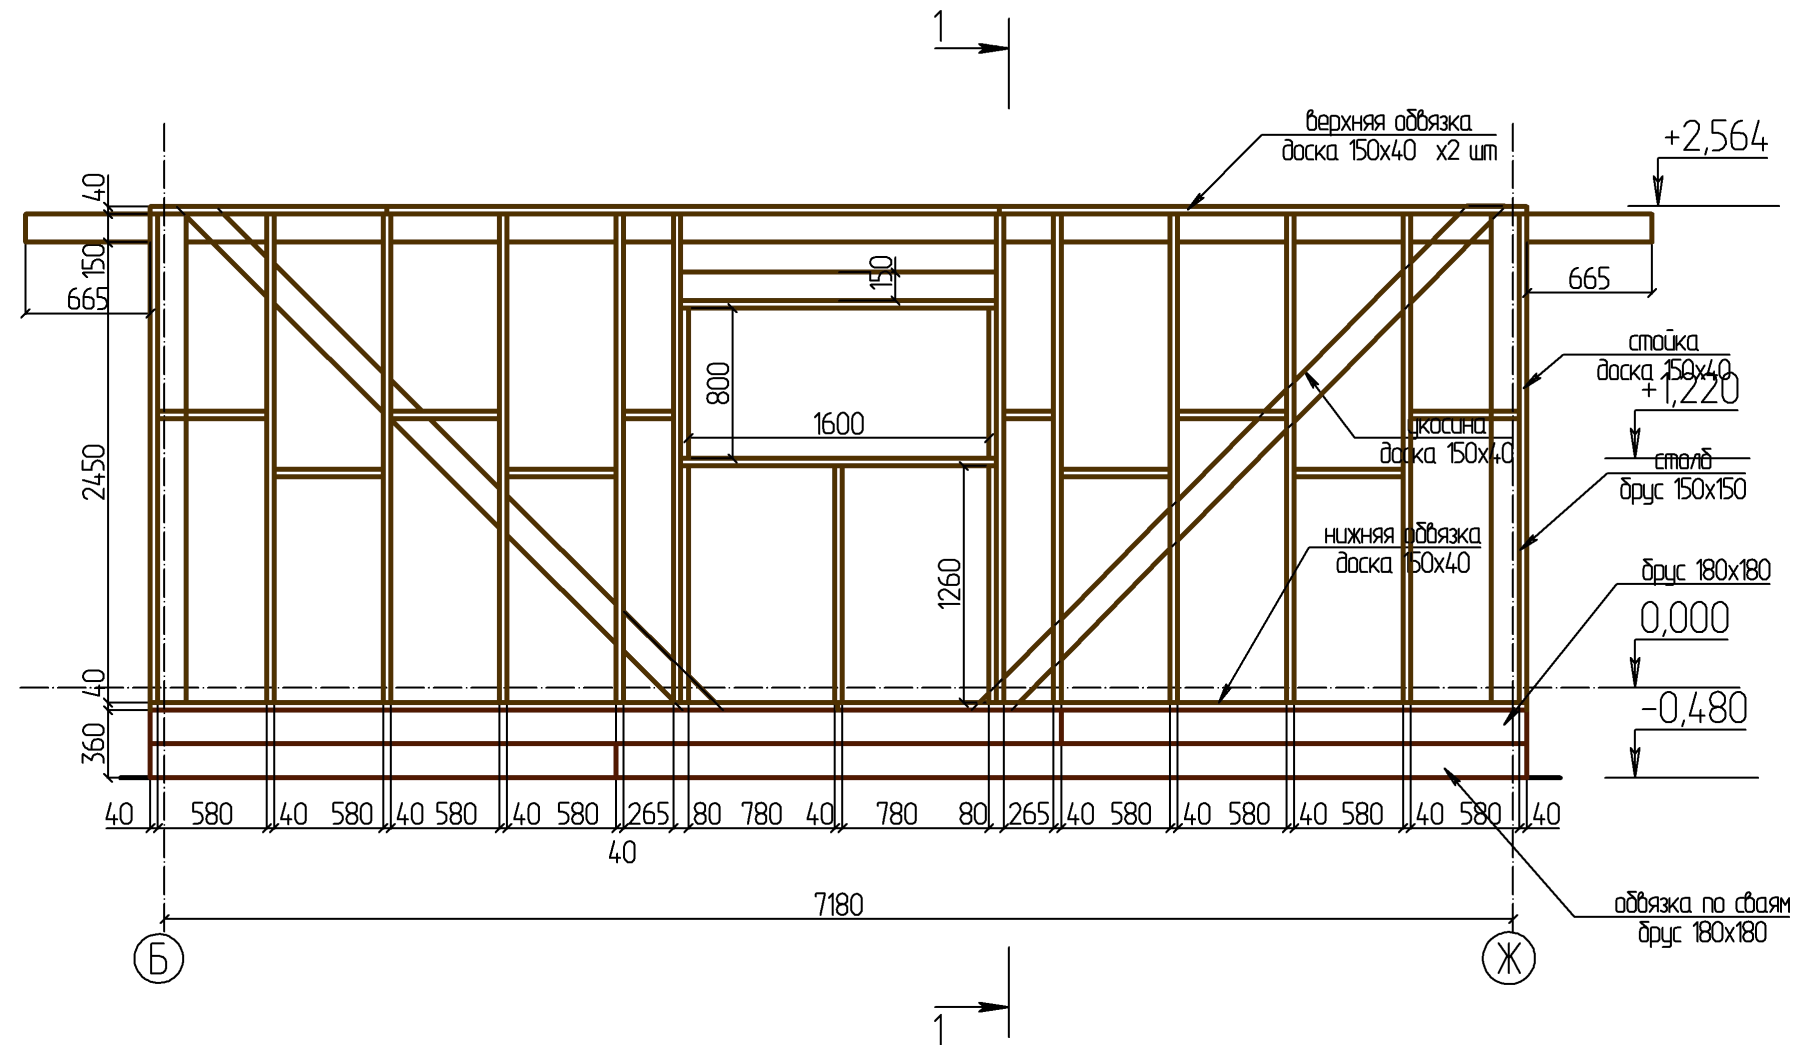 1
верхняя обвязка
доска 150х40 х2 шт
+2,564
40
150
665
150
665
стойка
доска 150х40
+1,220
800
1600
укосина
доска 150х40
столб
брус 150х150
2450
нижняя обвязка
доска 150х40
1260
брус 180х180
0,000
40
-0,480
360
40 580 40 580 40 580 40 580 265 80 780 40 780 80 265 40 580 40 580 40 580 40 580 40
40
7180
обвязка по сваям
брус 180х180
Б
Ж
1